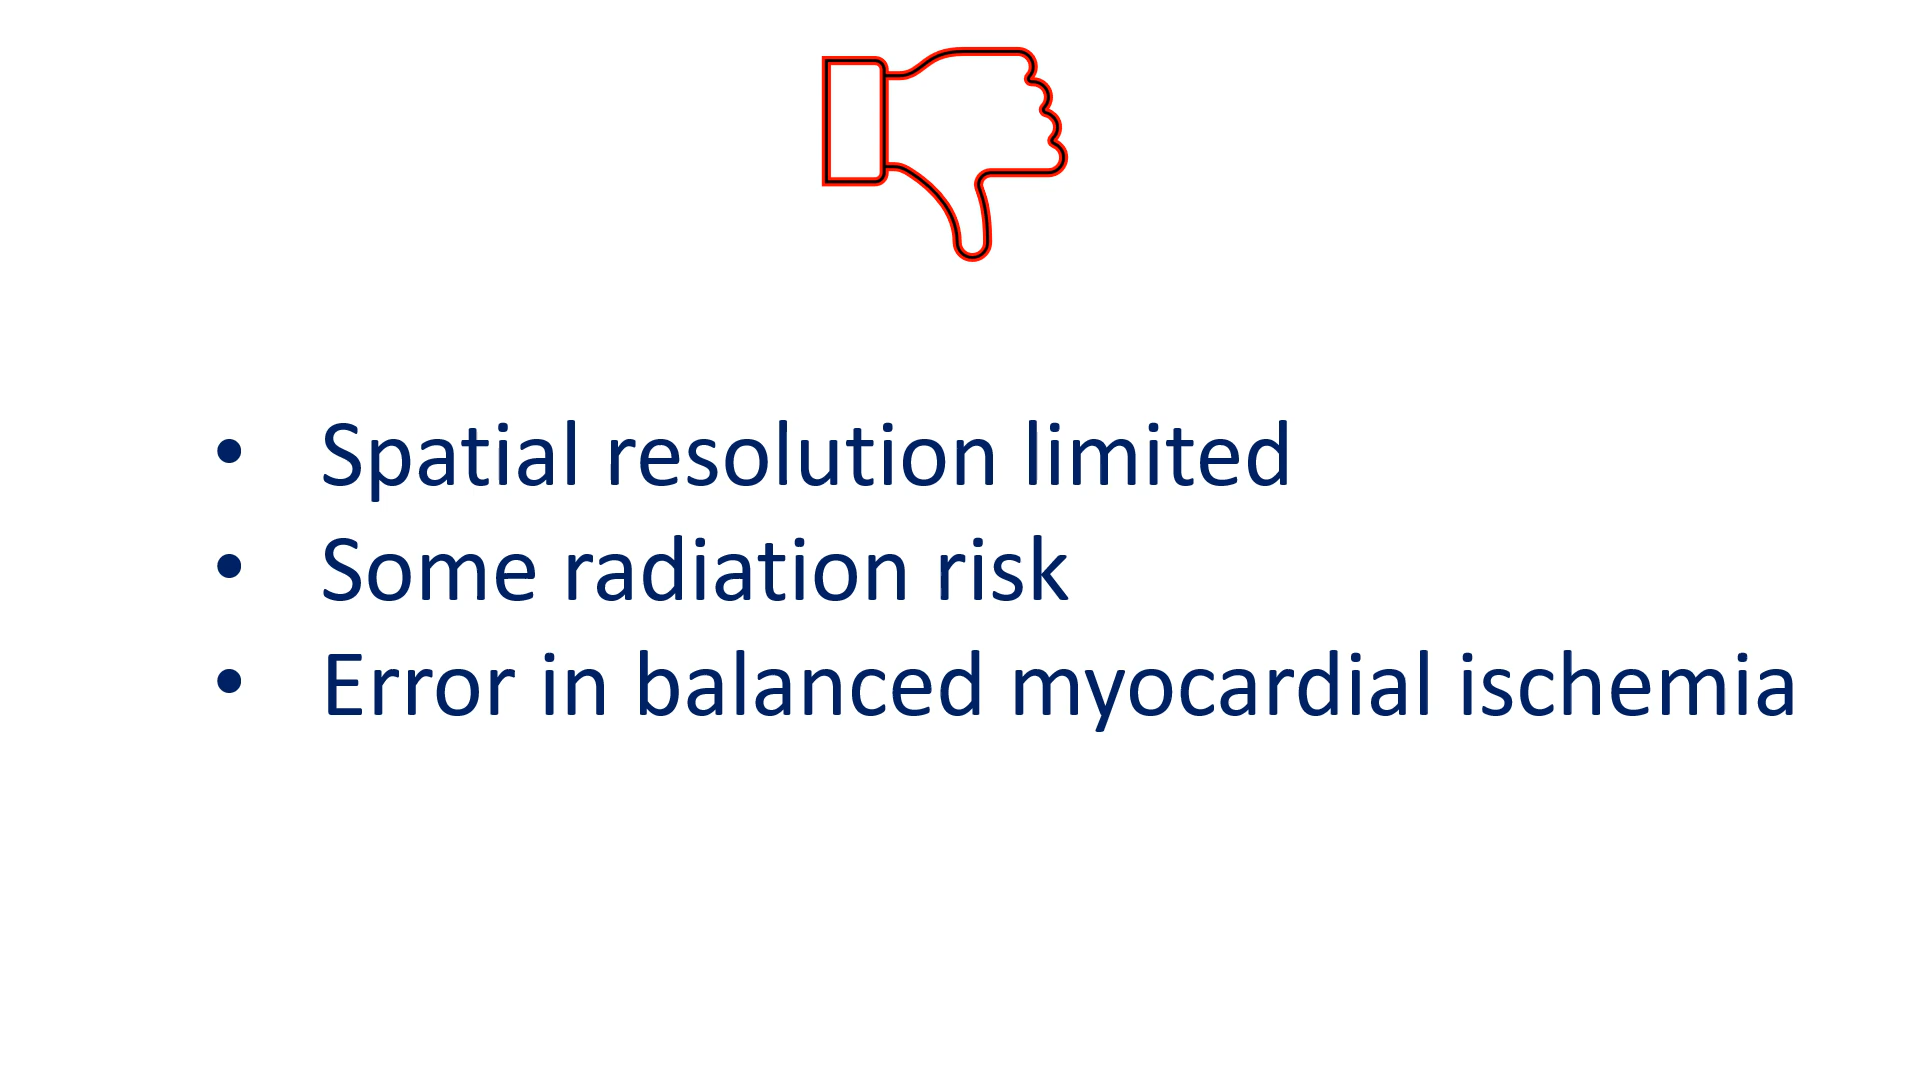 • Spatial resolution limited
• Some radiation risk
• Error in balanced myocardial ischemia